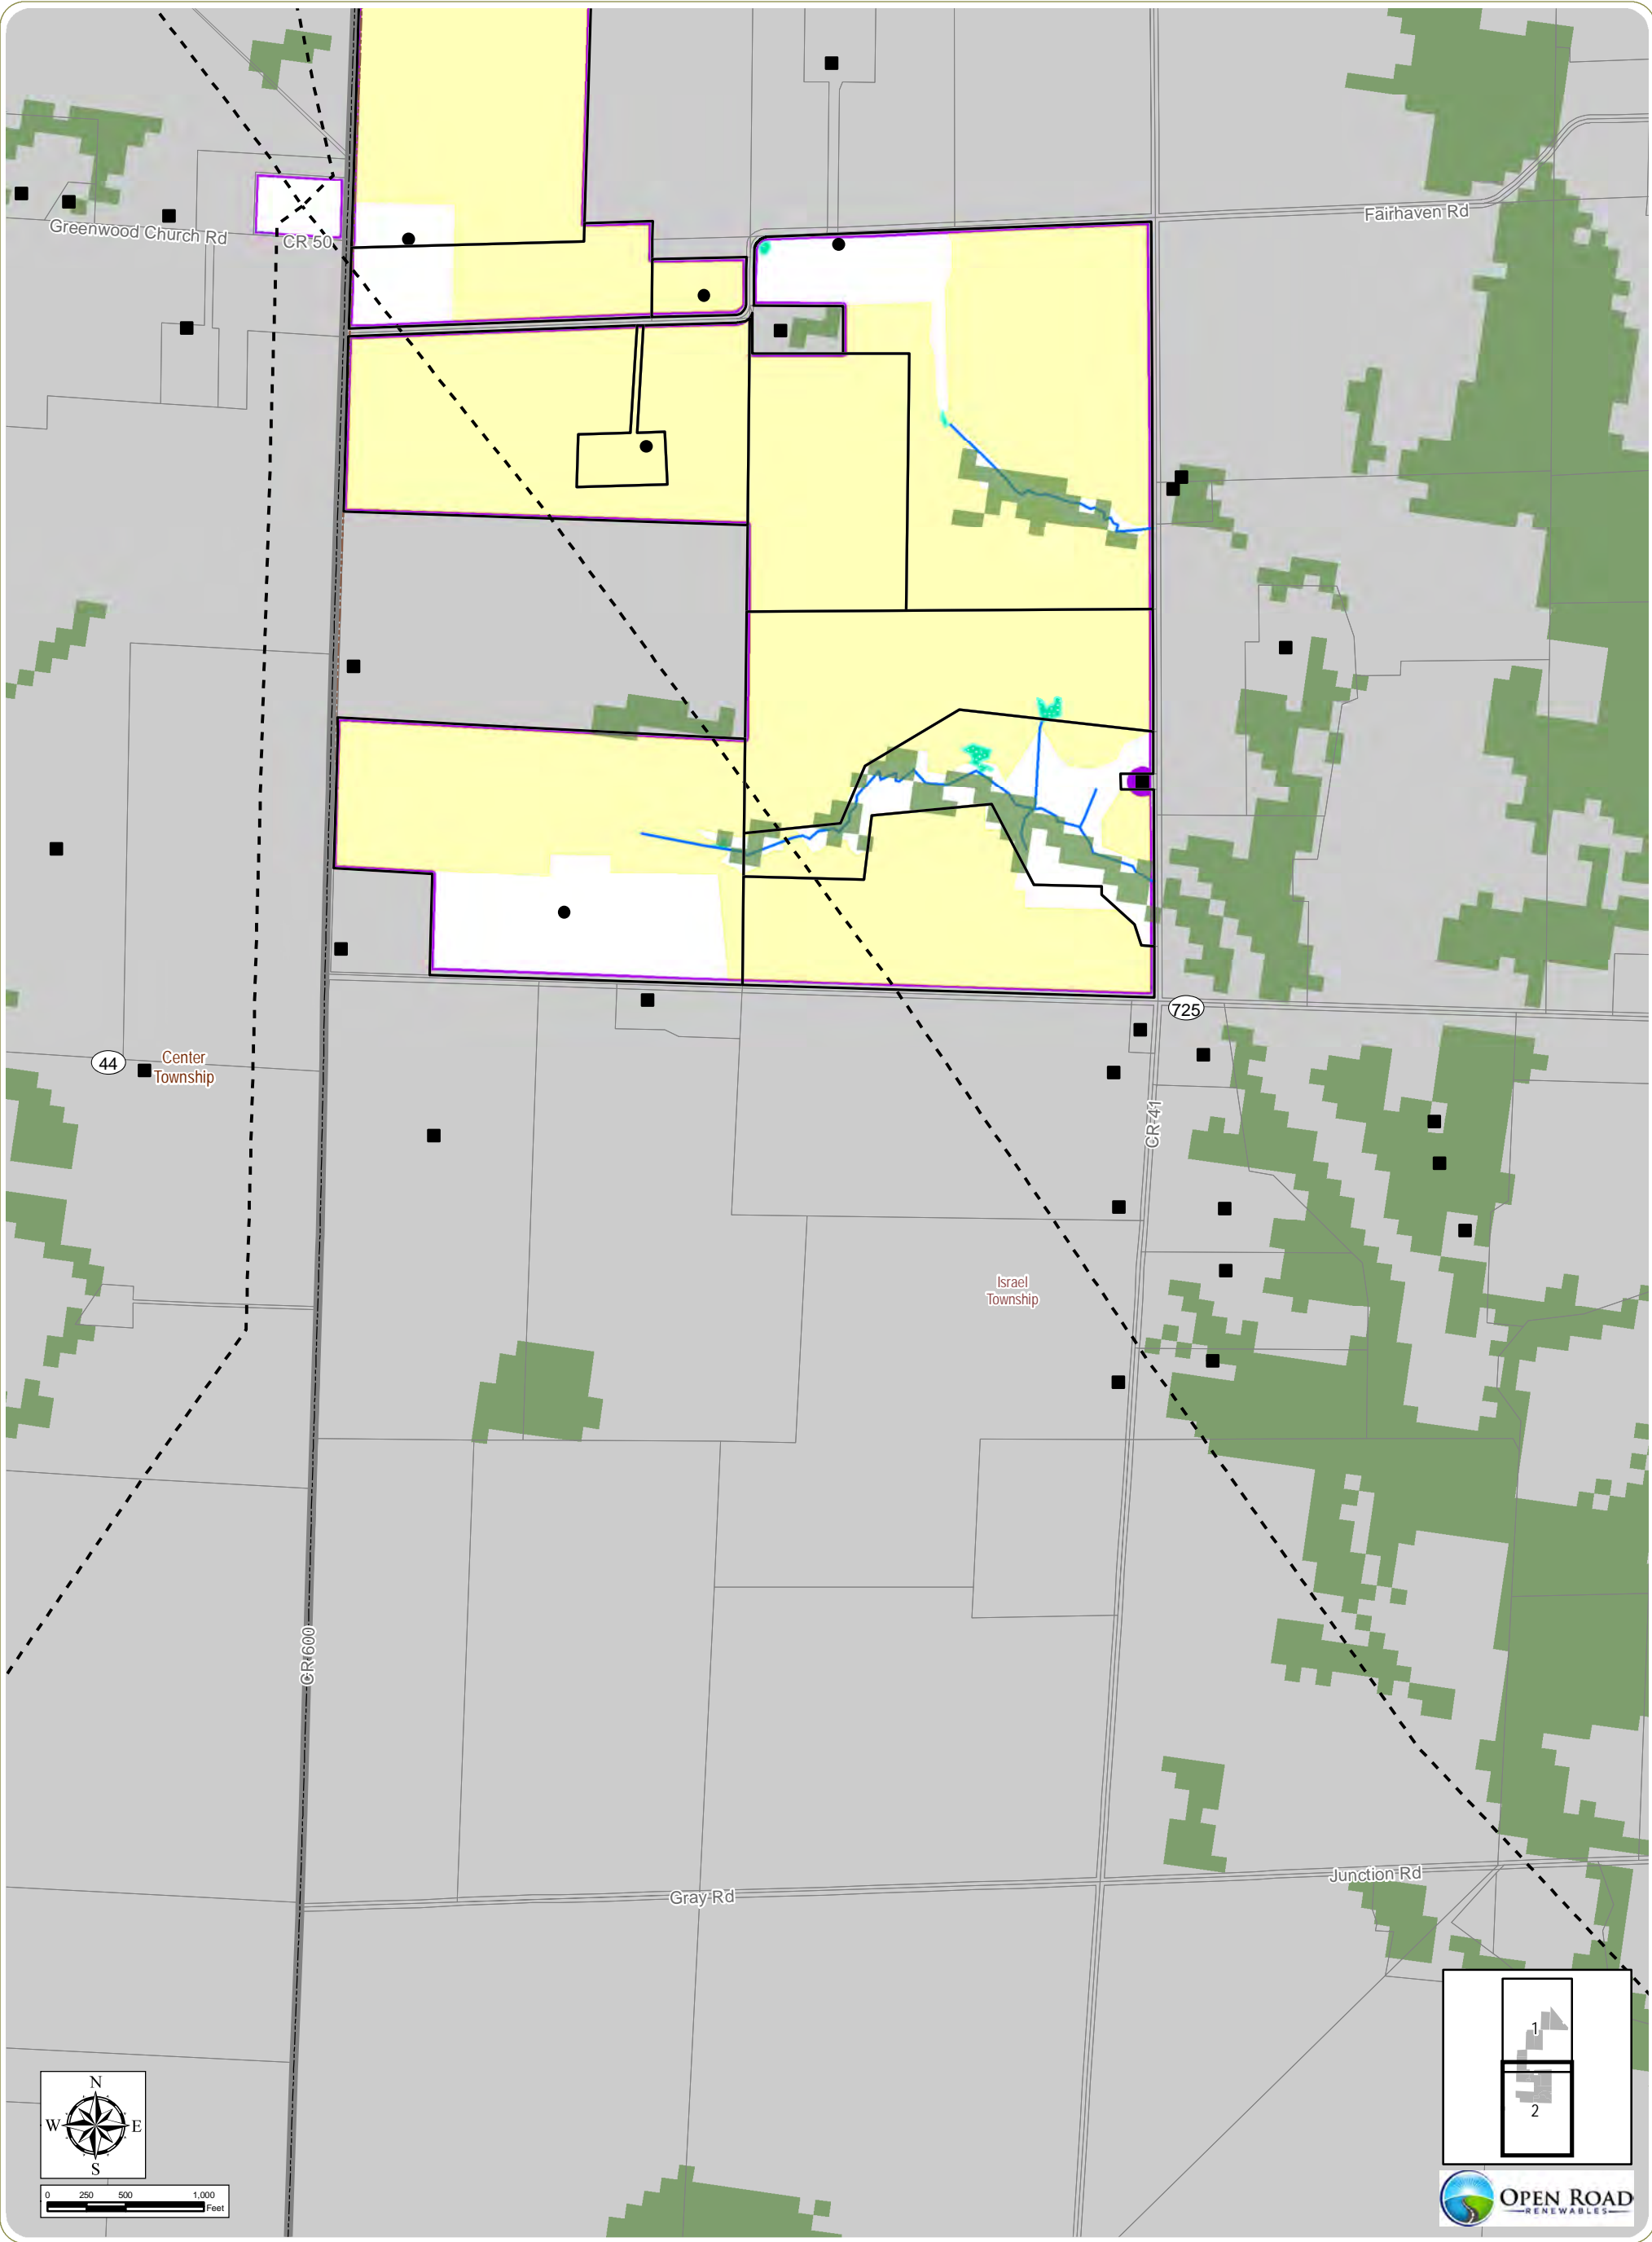 Greenwood Church Rd
CR 50
Fairhaven Rd
725
44
Center
Township
CR 41
Israel
Township
CR 600
Gray Rd
Junction Rd
1
2
N
W E
S
0 250 500 1,000
Feet
OPEN ROAD
RENEWABLES